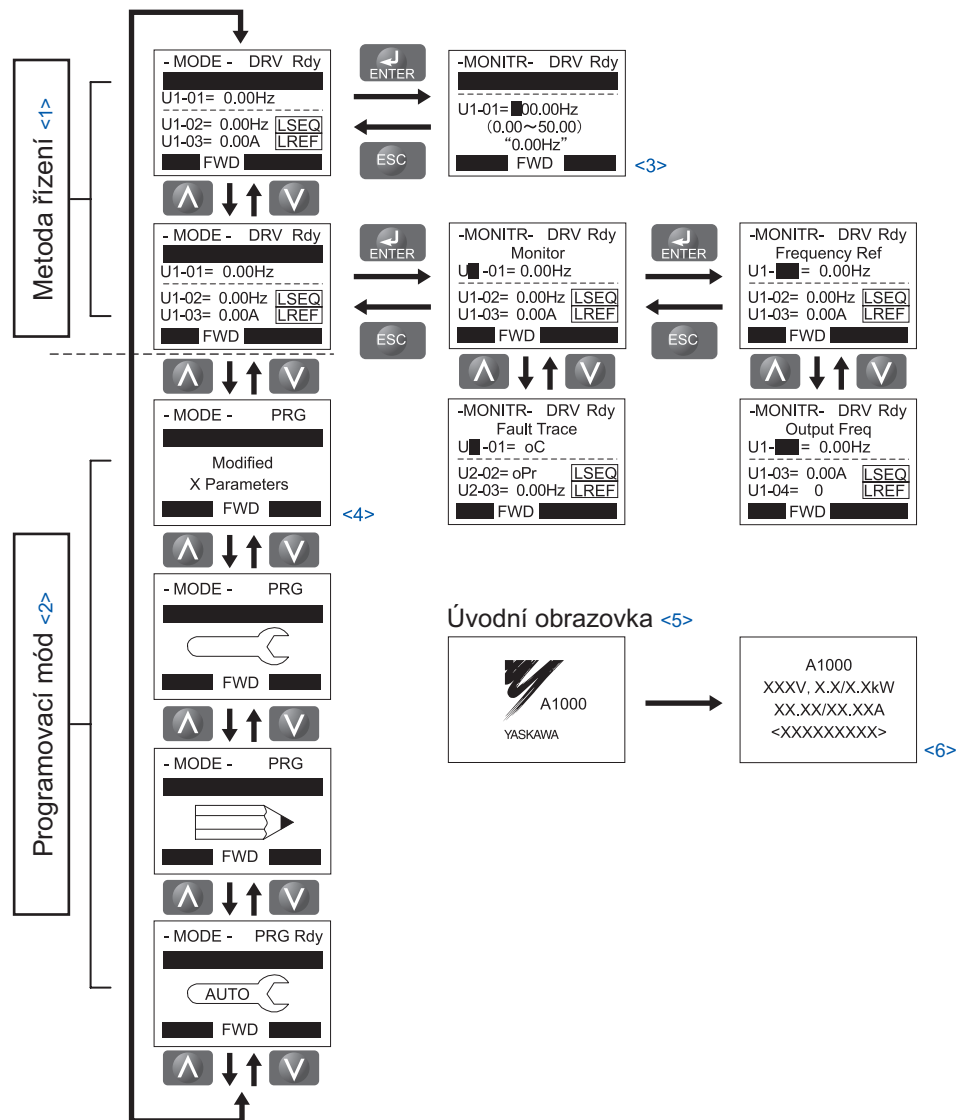 Metoda řízení <1>
- MODE - DRV Rdy
U1-01= 0.00Hz
U1-02= 0.00Hz LSEQ
U1-03= 0.00A LREF
FWD
ENTER
ESC
-MONITR- DRV Rdy
U1-01= 00.00Hz
(0.00~50.00)
“0.00Hz”
FWD
<3>
- MODE - DRV Rdy
U1-01= 0.00Hz
U1-02= 0.00Hz LSEQ
U1-03= 0.00A LREF
FWD
ENTER
ESC
-MONITR- DRV Rdy
Monitor
U -01= 0.00Hz
U1-02= 0.00Hz LSEQ
U1-03= 0.00A LREF
FWD
ENTER
ESC
-MONITR- DRV Rdy
Frequency Ref
U1- = 0.00Hz
U1-02= 0.00Hz LSEQ
U1-03= 0.00A LREF
FWD
-MONITR- DRV Rdy
Fault Trace
U -01= oC
U2-02= oPr LSEQ
U2-03= 0.00Hz LREF
FWD
-MONITR- DRV Rdy
Output Freq
U1- = 0.00Hz
U1-03= 0.00A LSEQ
U1-04= 0 LREF
FWD
Programovací mód <2>
- MODE - PRG
Modified
X Parameters
FWD
<4>
- MODE - PRG
FWD
- MODE - PRG
FWD
- MODE - PRG Rdy
AUTO
FWD
Úvodní obrazovka <5>
A1000
YASKAWA
A1000
XXXV, X.X/X.XkW
XX.XX/XX.XXA
<XXXXXXXXX>
<6>